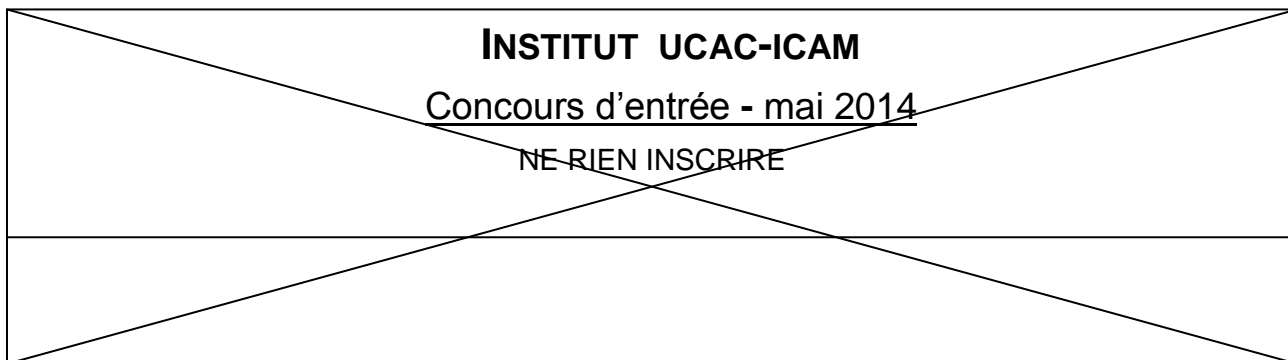 INSTITUT UCAC-ICAM
Concours d'entrée - mai 2014
NE RIEN INSCRIRE